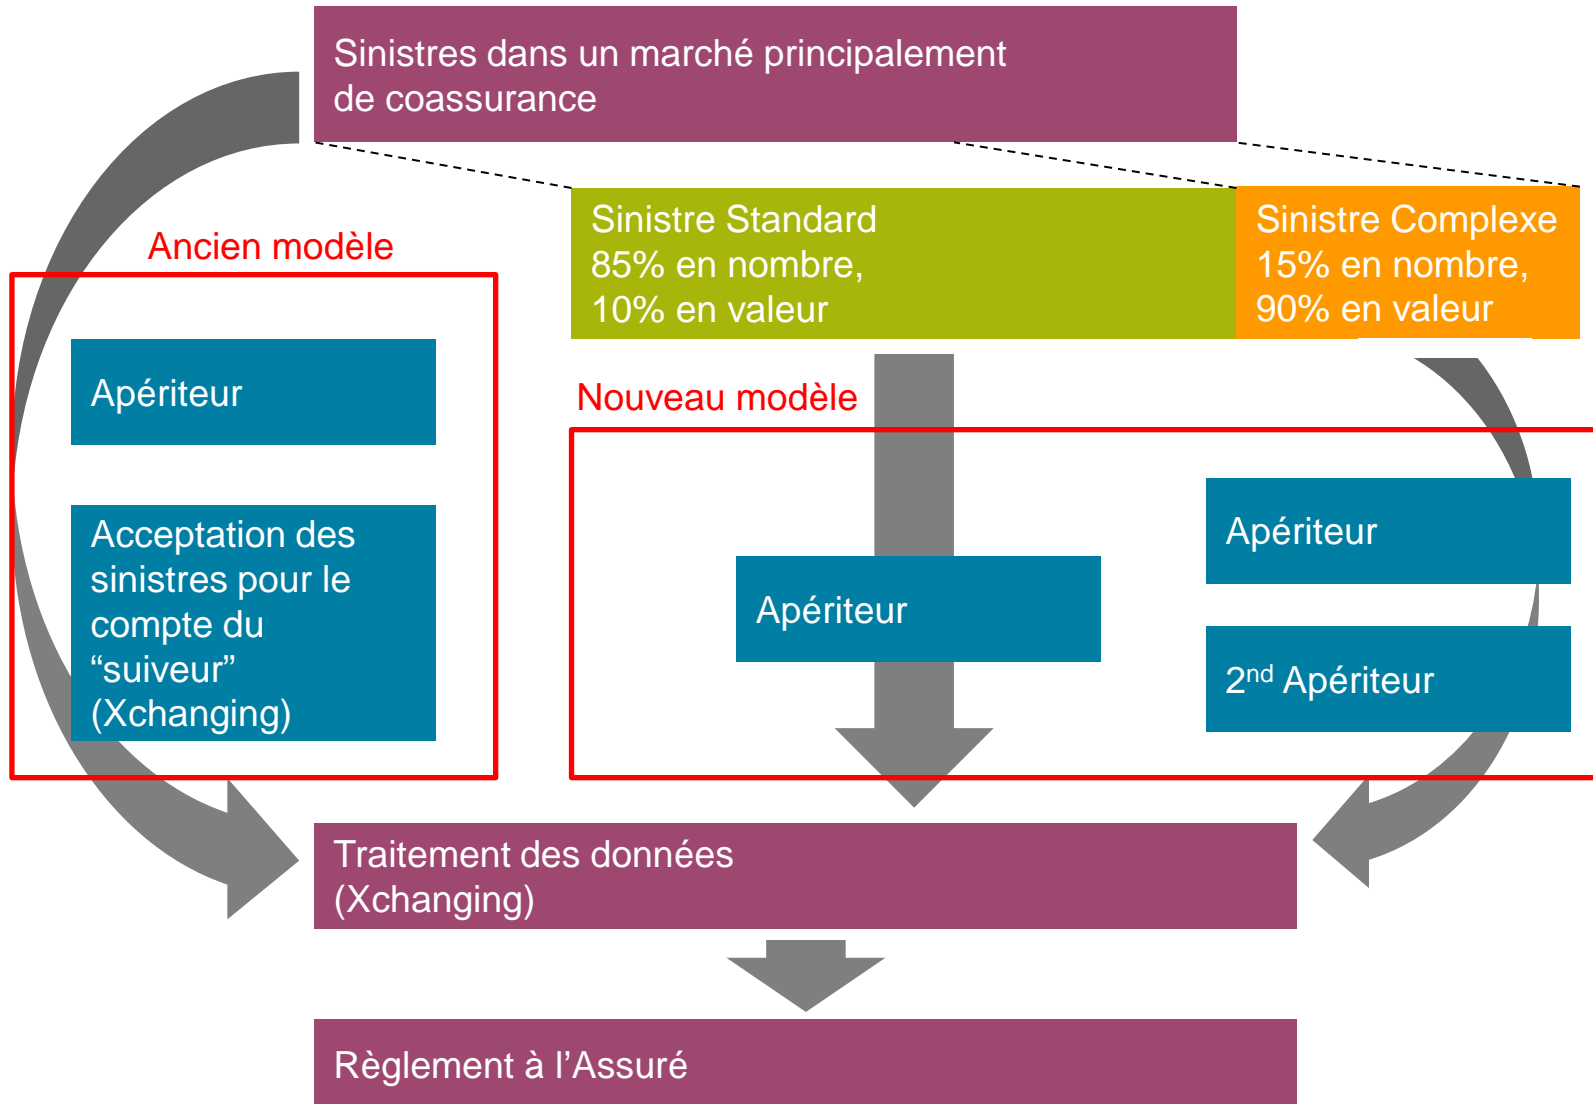 Sinistres dans un marché principalement
de coassurance
Sinistre Standard
85% en nombre,
10% en valeur
Sinistre Complexe
15% en nombre,
90% en valeur
Ancien modèle
Apériteur
Acceptation des
sinistres pour le
compte du
“suiveur”
(Xchanging)
Nouveau modèle
Apériteur
Apériteur
2nd Apériteur
Traitement des données
(Xchanging)
Règlement à l’Assuré